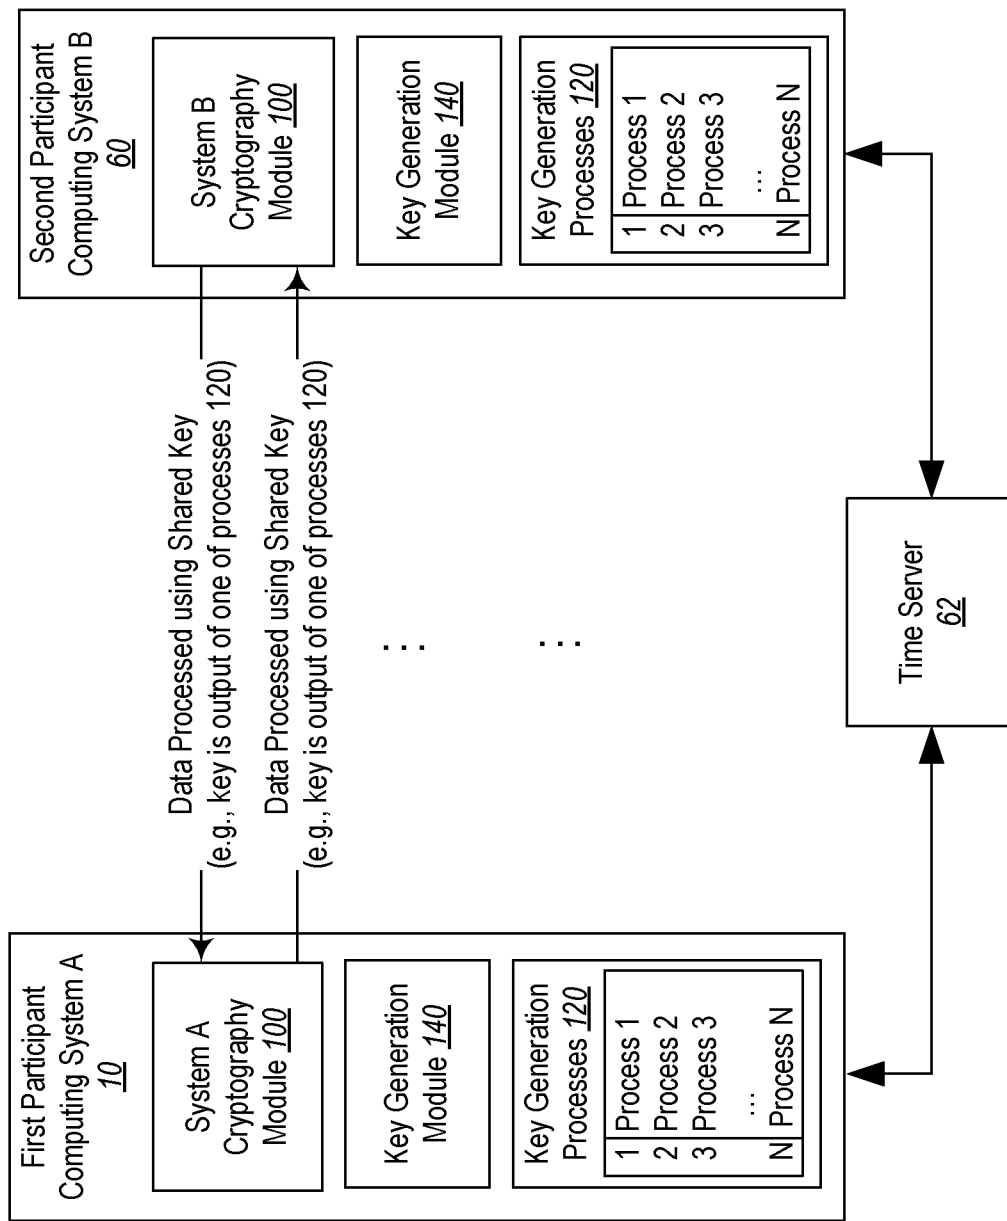 First Participant
Computing System A
10
System A
Cryptography
Module 100
Key Generation
Module 140
Key Generation
Processes 120
1 Process 1
2 Process 2
3 Process 3
...
N Process N
Data Processed using Shared Key
(e.g., key is output of one of processes 120)
Data Processed using Shared Key
(e.g., key is output of one of processes 120)
...
...
Second Participant
Computing System B
60
System B
Cryptography
Module 100
Key Generation
Module 140
Key Generation
Processes 120
1 Process 1
2 Process 2
3 Process 3
...
N Process N
Time Server
62